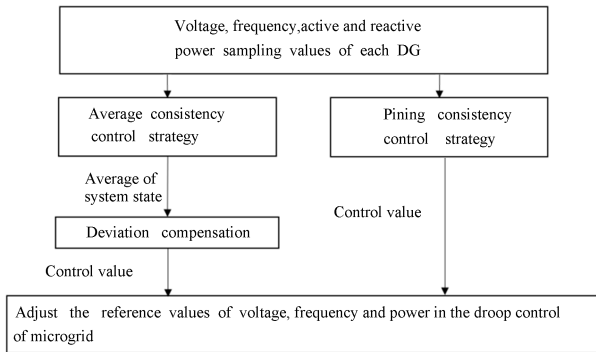 Voltage, frequency,active and reactive
power sampling values of each DG
Average consistency
control strategy
Pining consistency
control strategy
Average of
system state
Control value
Deviation compensation
Control value
Adjust the reference values of voltage, frequency and power in the droop control
of microgrid